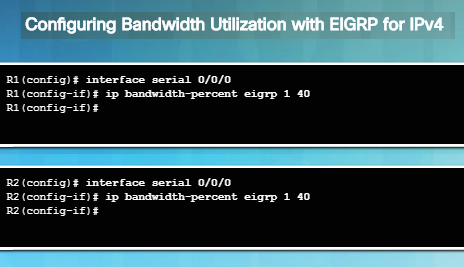 Configuring Bandwidth Utilization with EIGRP for IPv4
R1(config)# interface serial 0/0/0
R1(config-if)# ip bandwidth-percent eigrp 1 40
R1(config-if)#
R2(config)# interface serial 0/0/0
R2(config-if)# ip bandwidth-percent eigrp 1 40
R2(config-if)#